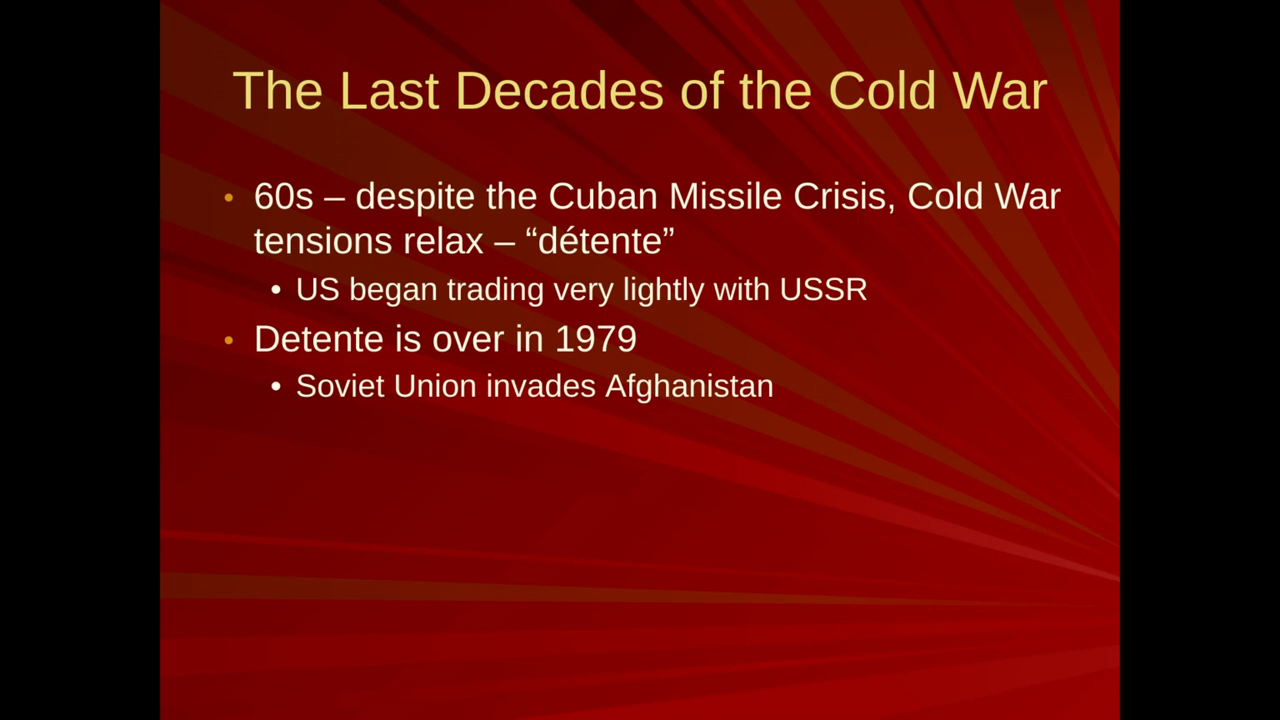 The Last Decades of the Cold War
• 60s – despite the Cuban Missile Crisis, Cold War
tensions relax – “détente”
• US began trading very lightly with USSR
• Detente is over in 1979
• Soviet Union invades Afghanistan